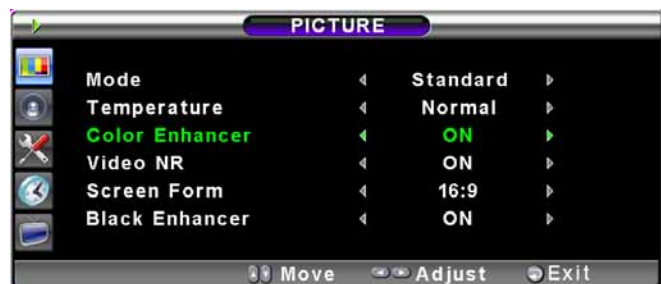 PICTURE
Mode Standard
Temperature Normal
Color Enhancer ON
Video NR ON
Screen Form 16:9
Black Enhancer ON
Move Adjust Exit